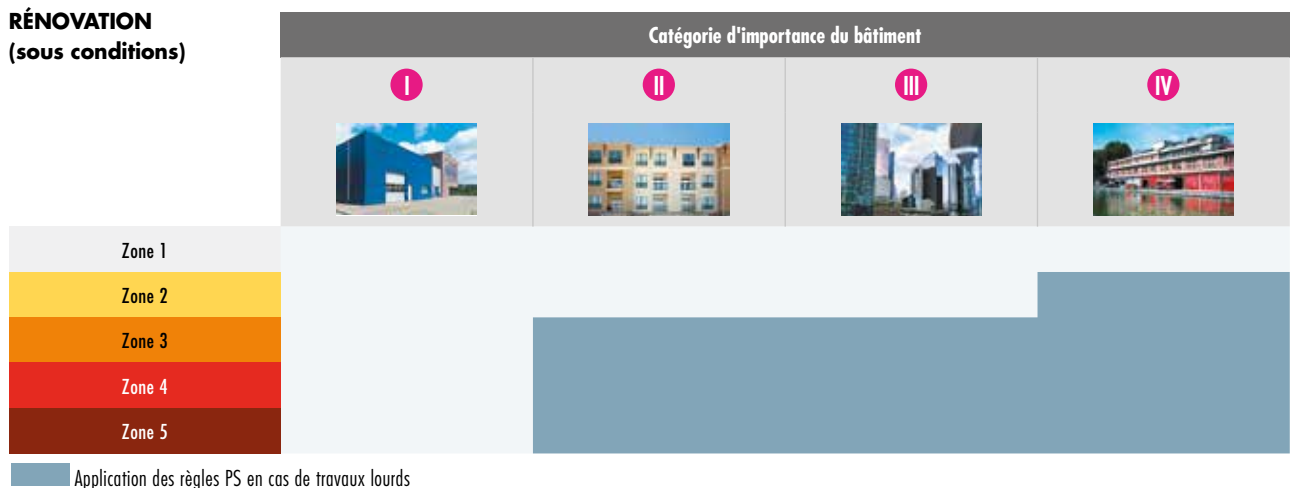 RÉNOVATION
(sous conditions)
Catégorie d'importance du bâtiment
I
II
III
IV
Zone 1
Zone 2
Zone 3
Zone 4
Zone 5
Application des règles PS en cas de travaux lourds